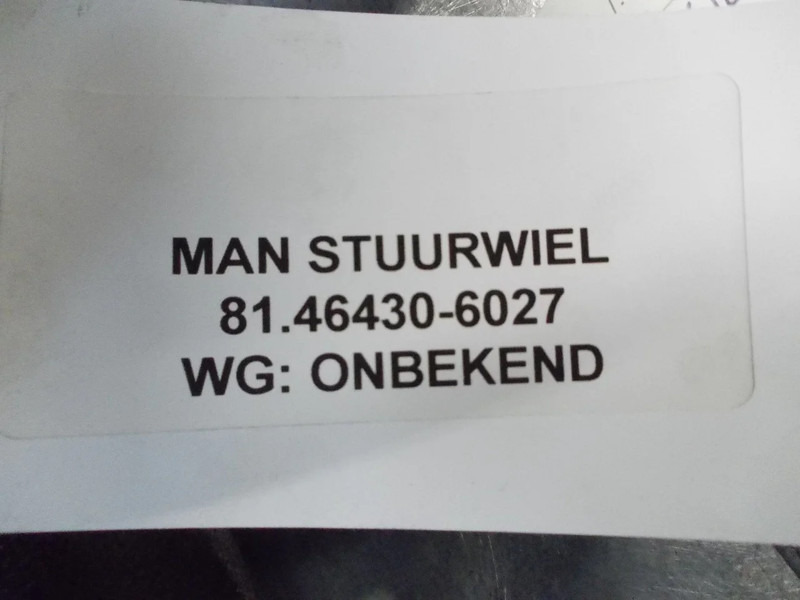 MAN STUURWIEL
81.46430-6027
WG: ONBEKEND